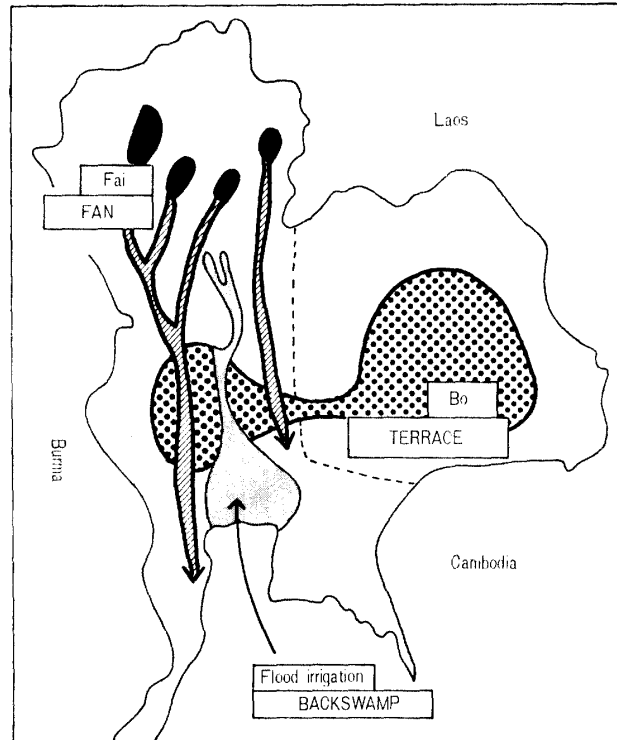 Laos
Fai
FAN
Bo
TERRACE
Burma
Cambodia
Flood irrigation
BACKSWAMP